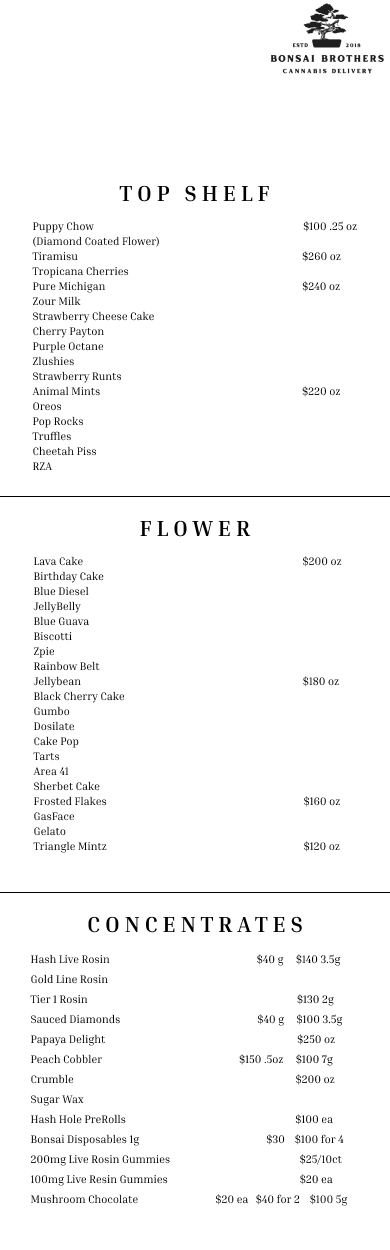 ESTD 2018
BONSAI BROTHERS
CANNABIS DELIVERY
TOP SHELF
Puppy Chow $100 .25 oz
(Diamond Coated Flower)
Tiramisu $260 oz
Tropicana Cherries
Pure Michigan $240 oz
Zour Milk
Strawberry Cheese Cake
Cherry Payton
Purple Octane
Zlushies
Strawberry Runts
Animal Mints $220 oz
Oreos
Pop Rocks
Truffles
Cheetah Piss
RZA
FLOWER
Lava Cake $200 oz
Birthday Cake
Blue Diesel
JellyBelly
Blue Guava
Biscotti
Zpie
Rainbow Belt
Jellybean $180 oz
Black Cherry Cake
Gumbo
Dosilate
Cake Pop
Tarts
Area 41
Sherbet Cake
Frosted Flakes $160 oz
GasFace
Gelato
Triangle Mintz $120 oz
CONCENTRATES
Hash Live Rosin $40 g $140 3.5g
Gold Line Rosin
Tier 1 Rosin $130 2g
Sauced Diamonds $40 g $100 3.5g
Papaya Delight $250 oz
Peach Cobbler $150 .5oz $100 7g
Crumble $200 oz
Sugar Wax
Hash Hole PreRolls $100 ea
Bonsai Disposables 1g $30 $100 for 4
200mg Live Rosin Gummies $25/10ct
100mg Live Resin Gummies $20 ea
Mushroom Chocolate $20 ea $40 for 2 $100 5g